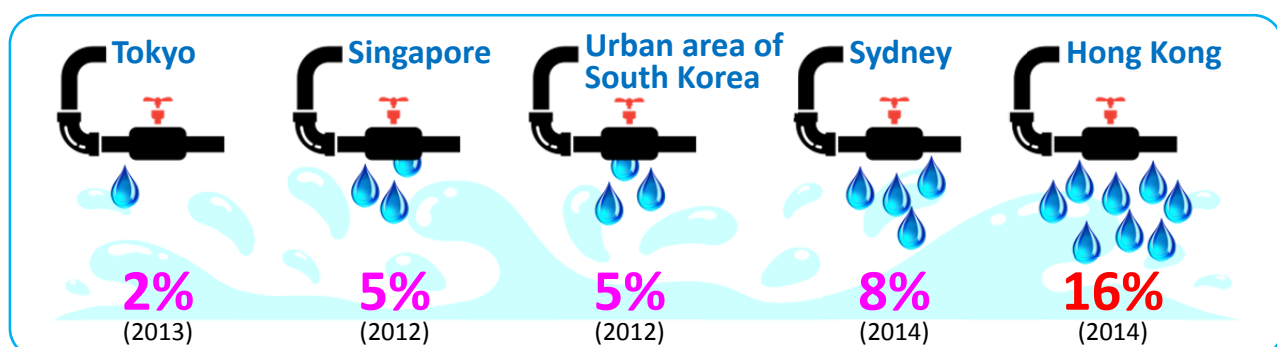 Tokyo
2%
(2013)
Singapore
5%
(2012)
Urban area of
South Korea
5%
(2012)
Sydney
8%
(2014)
Hong Kong
16%
(2014)